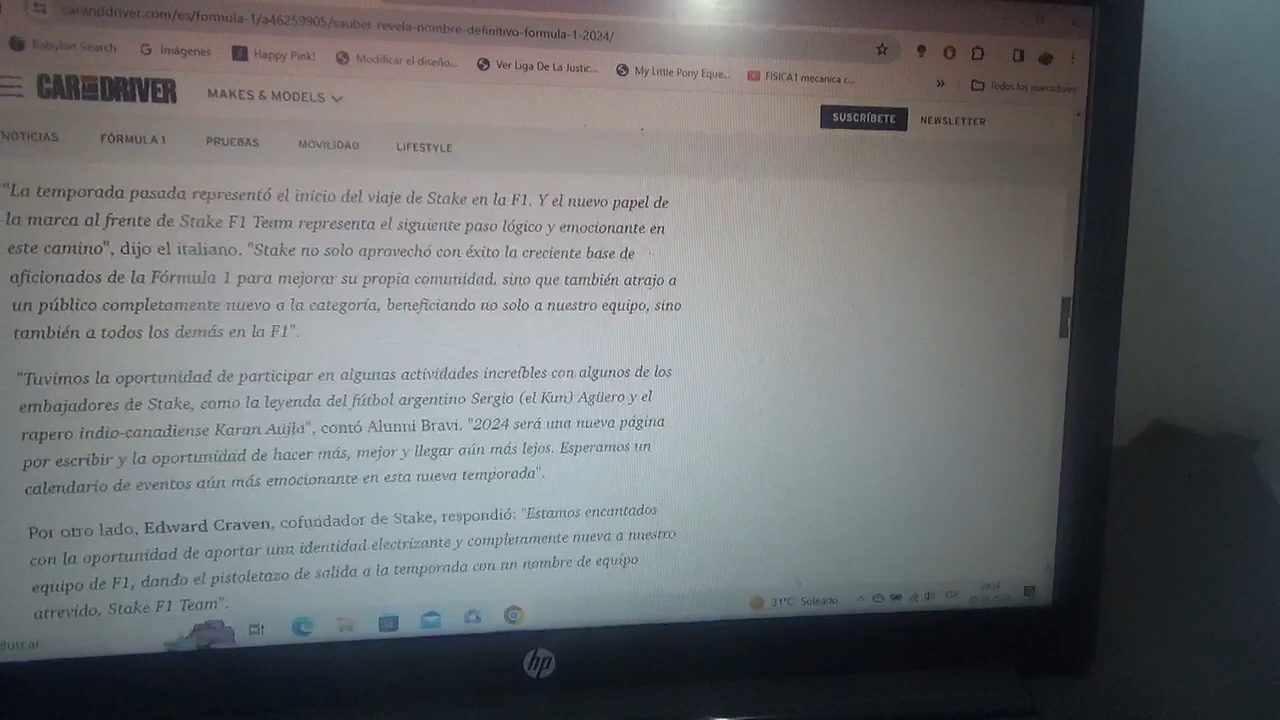 caranddriver.com/es/formula-1/a46259905/sauber-revela-nombre-definitivo-formula-1-2024/
Babylon Search Imágenes Happy Pink! Modificar el diseño... Ver Liga De La Justic... My Little Pony Eque... FISICA1 mecanica c... » Todos los marcadores
CAR AND DRIVER MAKES & MODELS SUSCRÍBETE NEWSLETTER
NOTICIAS FÓRMULA 1 PRUEBAS MOVILIDAD LIFESTYLE
"La temporada pasada representó el inicio del viaje de Stake en la F1. Y el nuevo papel de
la marca al frente de Stake F1 Team representa el siguiente paso lógico y emocionante en
este camino", dijo el italiano. "Stake no solo aprovechó con éxito la creciente base de
aficionados de la Fórmula 1 para mejorar su propia comunidad, sino que también atrajo a
un público completamente nuevo a la categoría, beneficiando no solo a nuestro equipo, sino
también a todos los demás en la F1".
"Tuvimos la oportunidad de participar en algunas actividades increíbles con algunos de los
embajadores de Stake, como la leyenda del fútbol argentino Sergio (el Kun) Agüero y el
rapero indio-canadiense Karan Aujla", contó Alunni Bravi. "2024 será una nueva página
por escribir y la oportunidad de hacer más, mejor y llegar aún más lejos. Esperamos un
calendario de eventos aún más emocionante en esta nueva temporada".
Por otro lado, Edward Craven, cofundador de Stake, respondió: "Estamos encantados
con la oportunidad de aportar una identidad electrizante y completamente nueva a nuestro
equipo de F1, dando el pistoletazo de salida a la temporada con un nombre de equipo
arrevido, Stake F1 Team".
Buscar 31°C Soleado ESP
hp